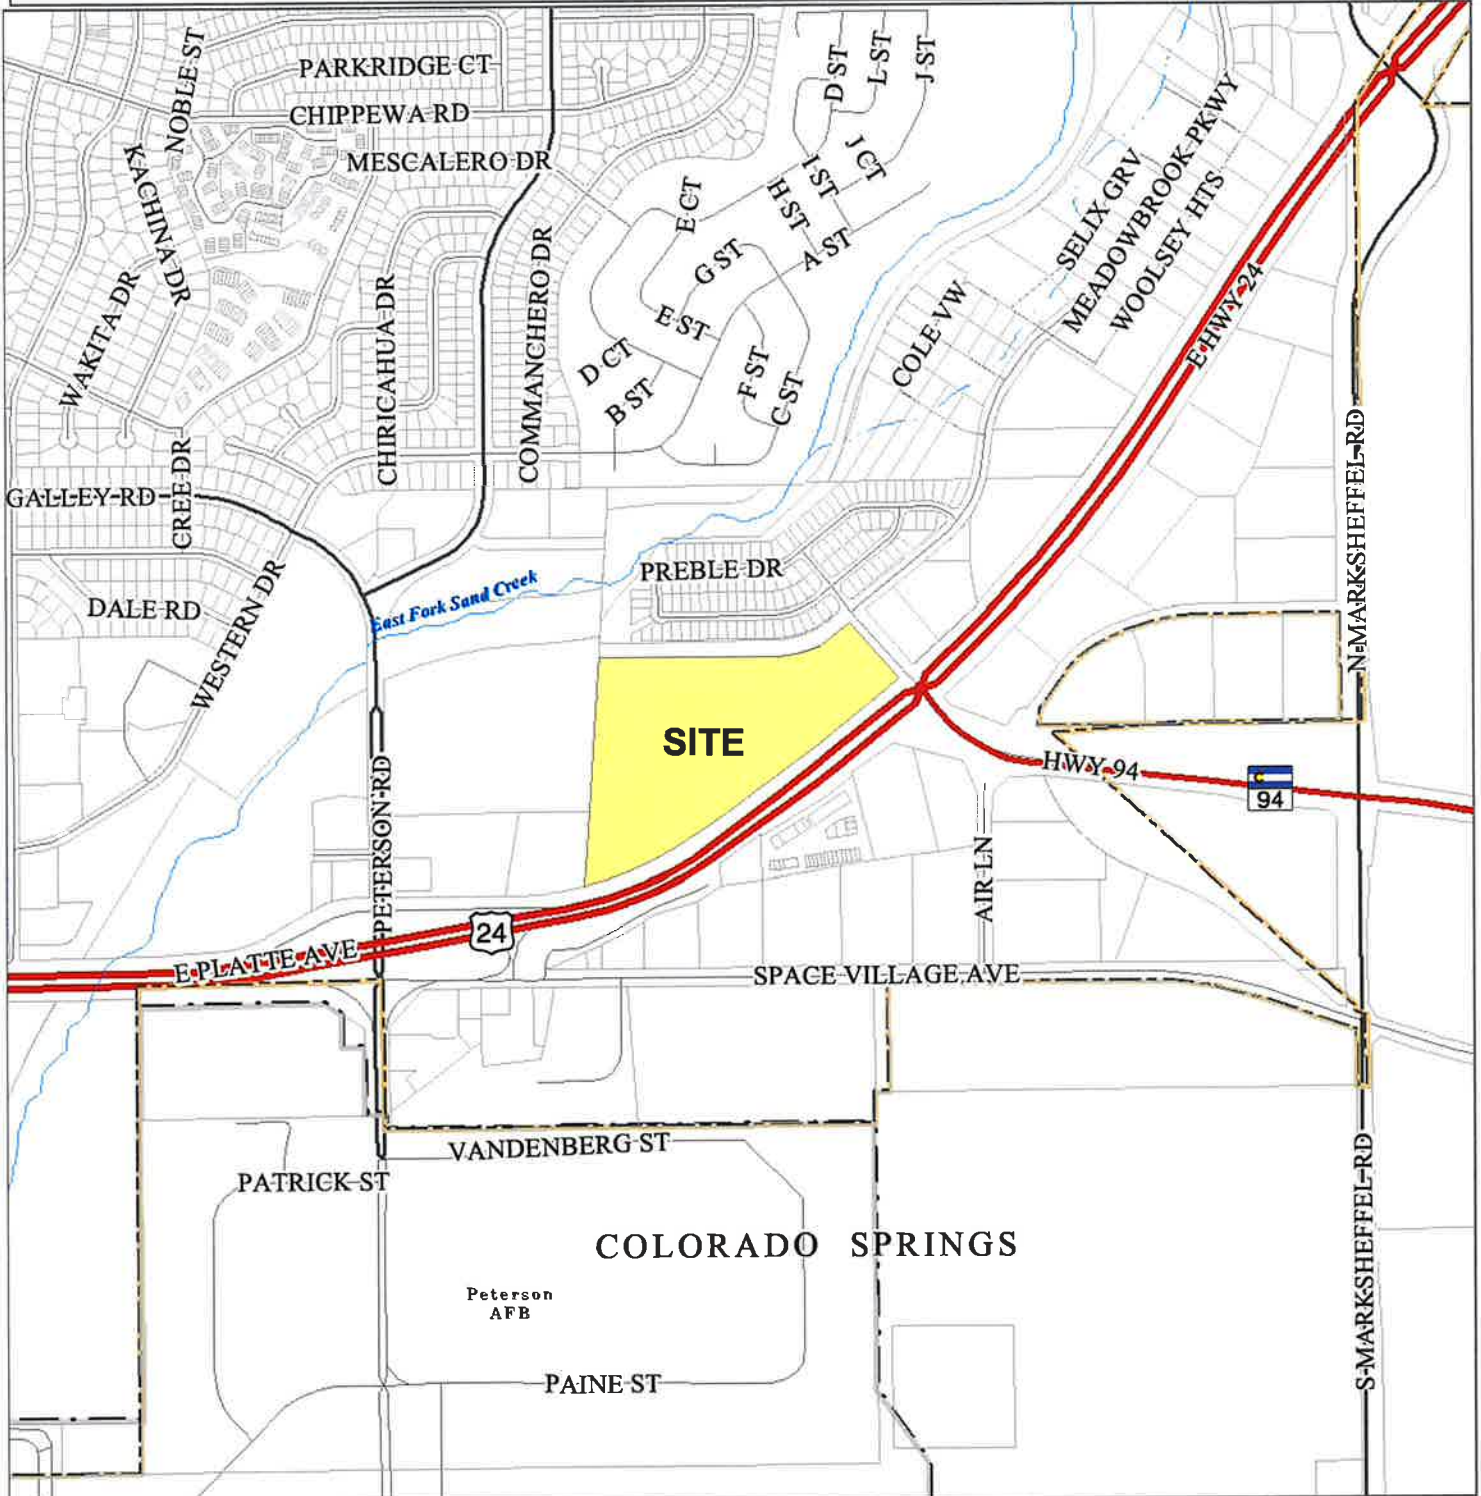 NOBLE ST
PARKRIDGE CT
CHIPPEWA RD
MESCALERO DR
KACHINA DR
WAKITA DR
CHIRICAHUA DR
COMMANCHERO DR
D ST
L ST
J ST
J CT
I ST
H ST
E CT
G ST
A ST
E ST
D CT
B ST
F ST
C ST
COLE VW
SELIX GRV
MEADOWBROOK PKWY
WOOLSEY HTS
E HWY 24
N MARKSHEFFEL RD
GALLEY RD
CREE DR
WESTERN DR
DALE RD
East Fork Sand Creek
PREBLE DR
SITE
HWY 94
94
PETERSON RD
AIR LN
24
E PLATTE AVE
SPACE VILLAGE AVE
VANDENBERG ST
PATRICK ST
COLORADO SPRINGS
Peterson
AFB
PAINE ST
S MARKSHEFFEL RD